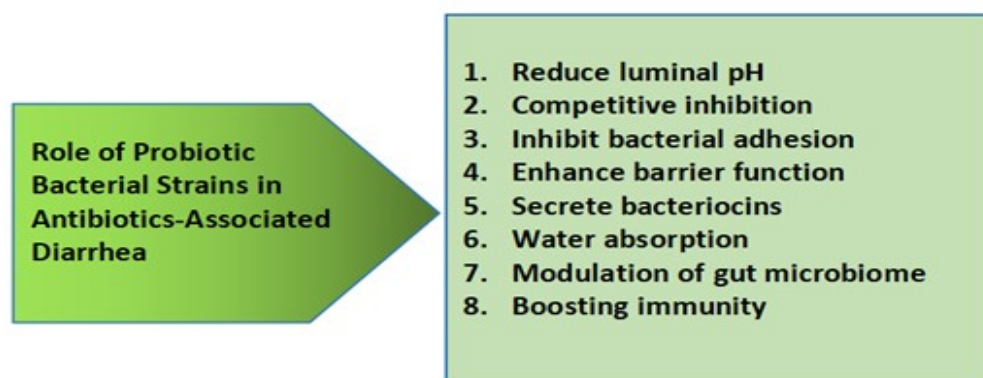 Role of Probiotic
Bacterial Strains in
Antibiotics-Associated
Diarrhea
1. Reduce luminal pH
2. Competitive inhibition
3. Inhibit bacterial adhesion
4. Enhance barrier function
5. Secrete bacteriocins
6. Water absorption
7. Modulation of gut microbiome
8. Boosting immunity